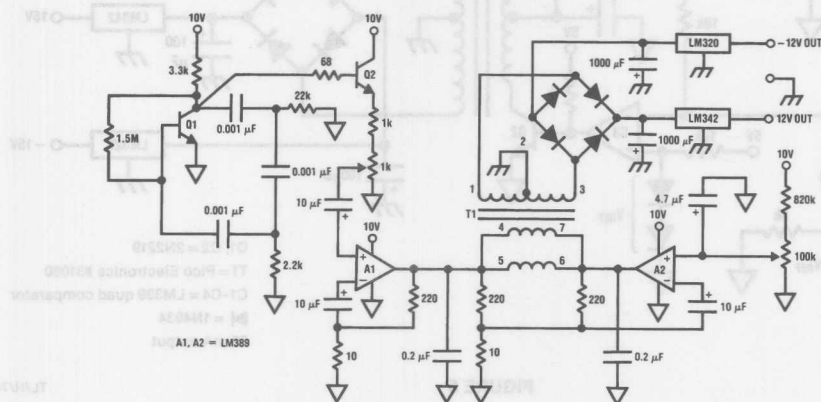 10V
3.3k
1.5M
Q1
0.001 µF
22k
0.001 µF
0.001 µF
2.2k
68
10V
Q2
1k
1k
10 µF
10V
A1
10 µF
220
10
A1, A2 = LM389
0.2 µF
1
2
3
T1
4
7
5
6
220
220
10
0.2 µF
10V
A2
4.7 µF
10 µF
10V
820k
100k
1000 µF
LM320
−12V OUT
LM342
12V OUT
1000 µF